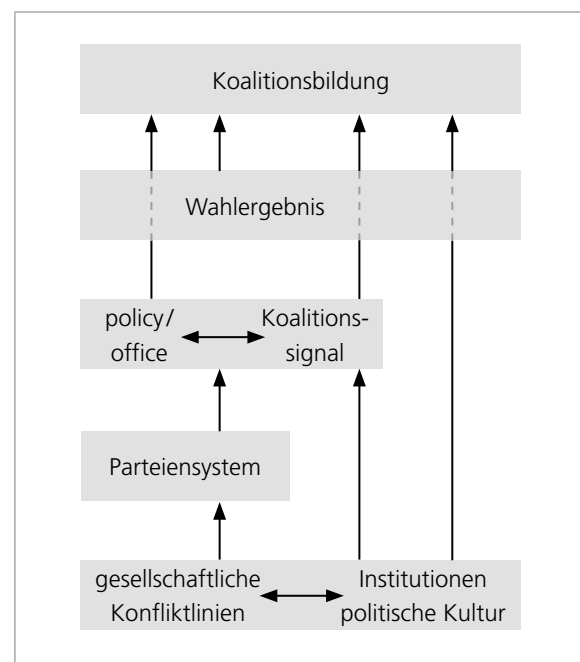 Koalitionsbildung
Wahlergebnis
policy/
office
Koalitions-
signal
Parteiensystem
gesellschaftliche
Konfliktlinien
Institutionen
politische Kultur